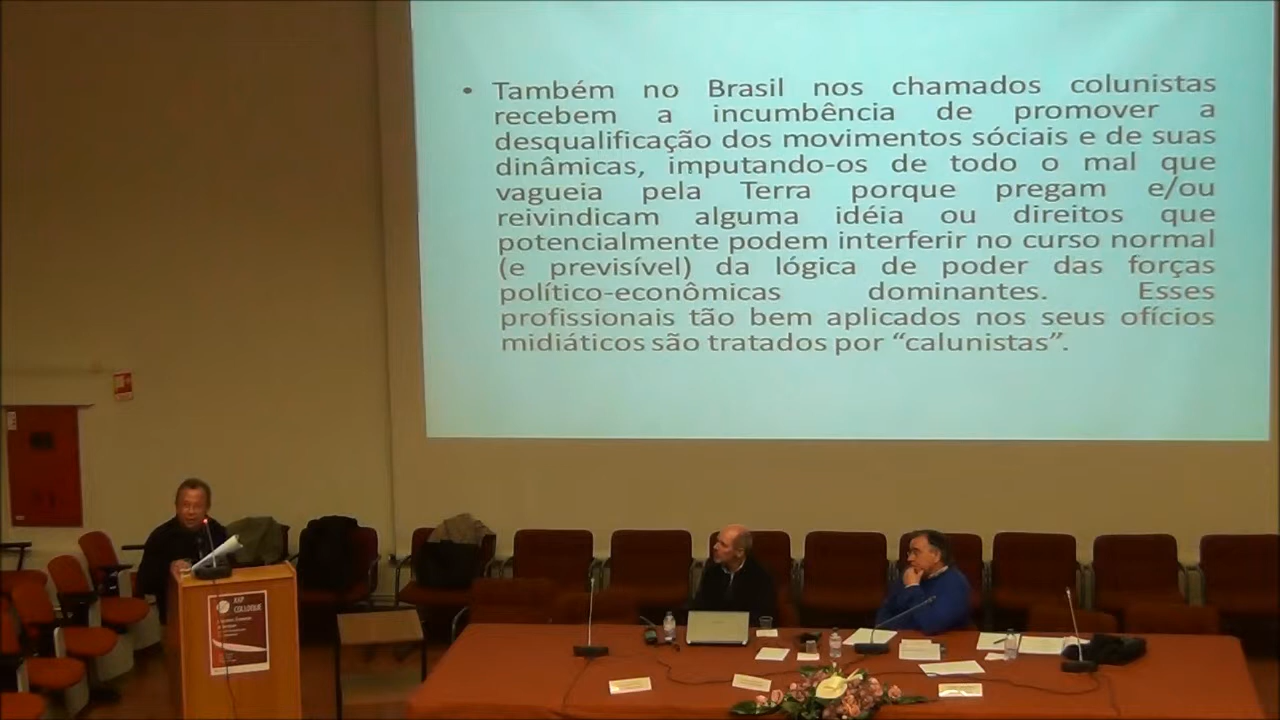 • Também no Brasil nos chamados colunistas
recebem a incumbência de promover a
desqualificação dos movimentos sóciais e de suas
dinâmicas, imputando-os de todo o mal que
vagueia pela Terra porque pregam e/ou
reivindicam alguma idéia ou direitos que
potencialmente podem interferir no curso normal
(e previsível) da lógica de poder das forças
político-econômicas dominantes. Esses
profissionais tão bem aplicados nos seus ofícios
midiáticos são tratados por “calunistas”.
COLLOQUE